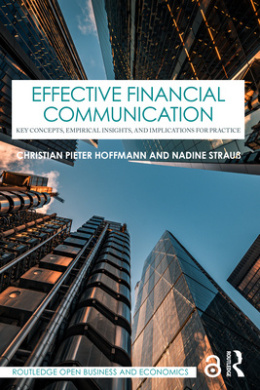 EFFECTIVE FINANCIAL
COMMUNICATION
KEY CONCEPTS, EMPIRICAL INSIGHTS, AND IMPLICATIONS FOR PRACTICE
CHRISTIAN PIETER HOFFMANN AND NADINE STRAUß
ROUTLEDGE OPEN BUSINESS AND ECONOMICS
R
ROUTLEDGE